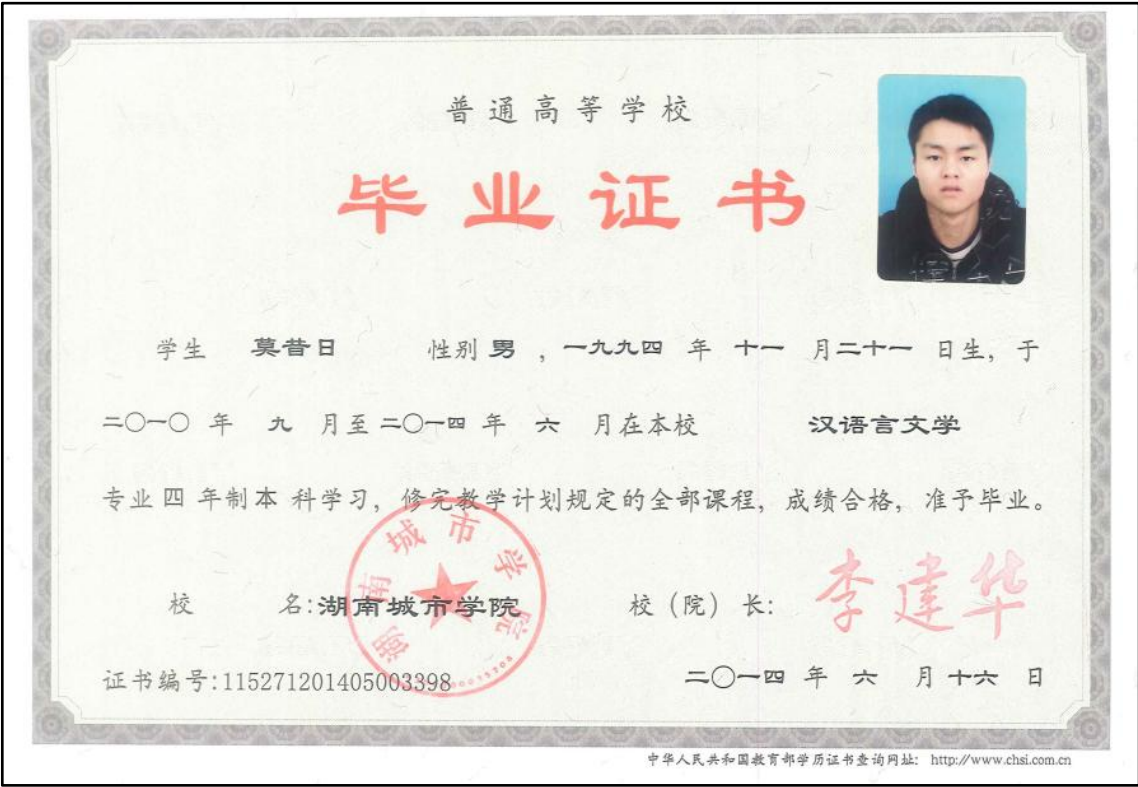 普通高等学校
毕业证书
学生 莫昔日 性别 男 , 一九九四 年 十一 月二十一 日生, 于
二〇一〇 年 九 月至 二〇一四 年 六 月在本校 汉语言文学
专业 四 年制 本 科学习, 修完教学计划规定的全部课程, 成绩合格, 准予毕业。
湖南城市学院
校 名:湖南城市学院 校（院）长: 李建华
证书编号:115271201405003398 二〇一四 年 六 月 十六 日
中华人民共和国教育部学历证书查询网址: http://www.chsi.com.cn